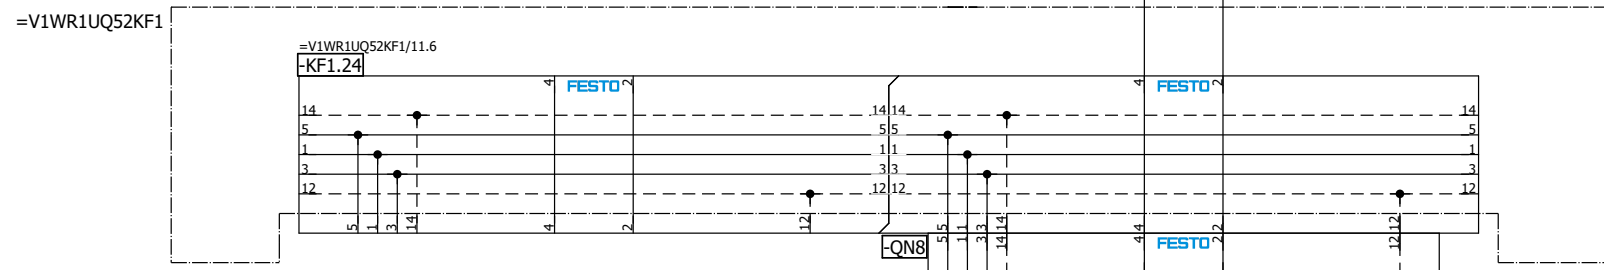 =V1WR1UQ52KF1
=V1WR1UQ52KF1/11.6
-KF1.24
4 FESTO 2 4 FESTO 2
14 14 14 14
5 5 5 5
1 1 1 1
3 3 3 3
12 12 12 12
5 1 3 14 4 2 12 5 1 3 14 4 2 12
-QN8 5 1 3 14 4 FESTO 2 12